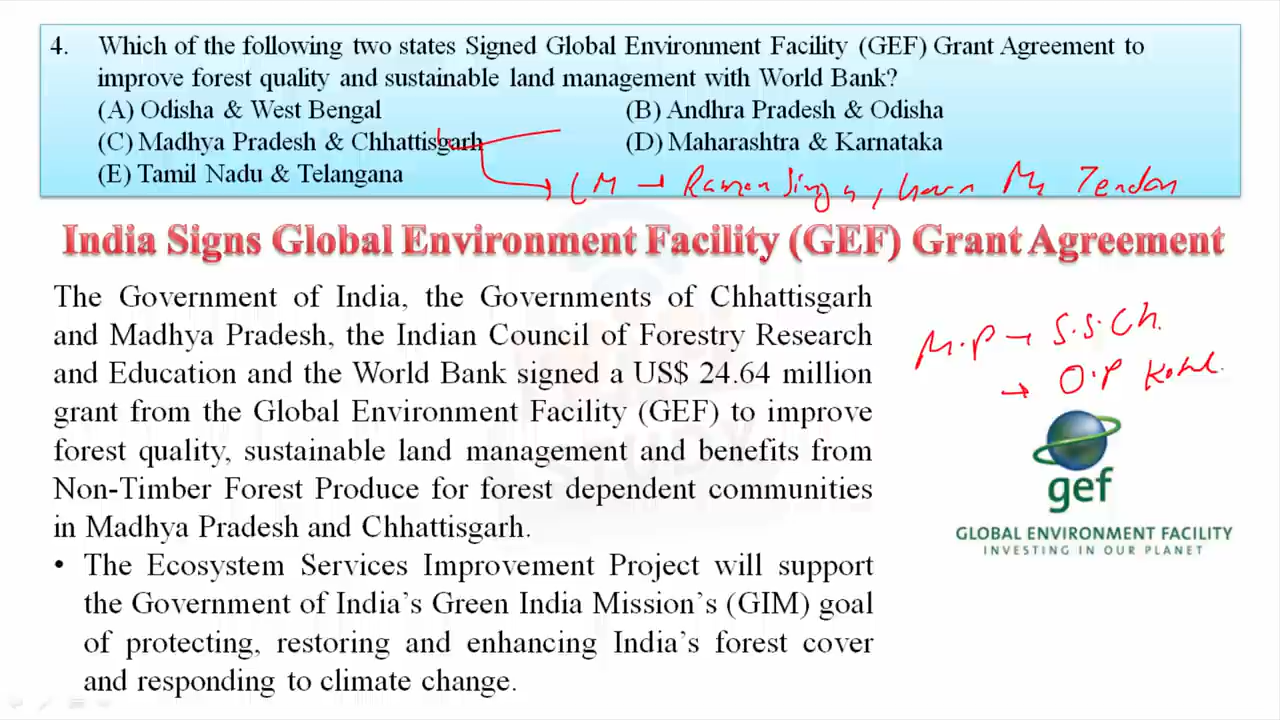 4. Which of the following two states Signed Global Environment Facility (GEF) Grant Agreement to
improve forest quality and sustainable land management with World Bank?
(A) Odisha & West Bengal (B) Andhra Pradesh & Odisha
(C) Madhya Pradesh & Chhattisgarh (D) Maharashtra & Karnataka
(E) Tamil Nadu & Telangana
CM → Raman Singh, M Tendon
India Signs Global Environment Facility (GEF) Grant Agreement
The Government of India, the Governments of Chhattisgarh
and Madhya Pradesh, the Indian Council of Forestry Research
and Education and the World Bank signed a US$ 24.64 million
grant from the Global Environment Facility (GEF) to improve
forest quality, sustainable land management and benefits from
Non-Timber Forest Produce for forest dependent communities
in Madhya Pradesh and Chhattisgarh.
• The Ecosystem Services Improvement Project will support
the Government of India's Green India Mission's (GIM) goal
of protecting, restoring and enhancing India's forest cover
and responding to climate change.
M.P → S.S.Ch.
→ O.P Kohl.
gef
GLOBAL ENVIRONMENT FACILITY
INVESTING IN OUR PLANET